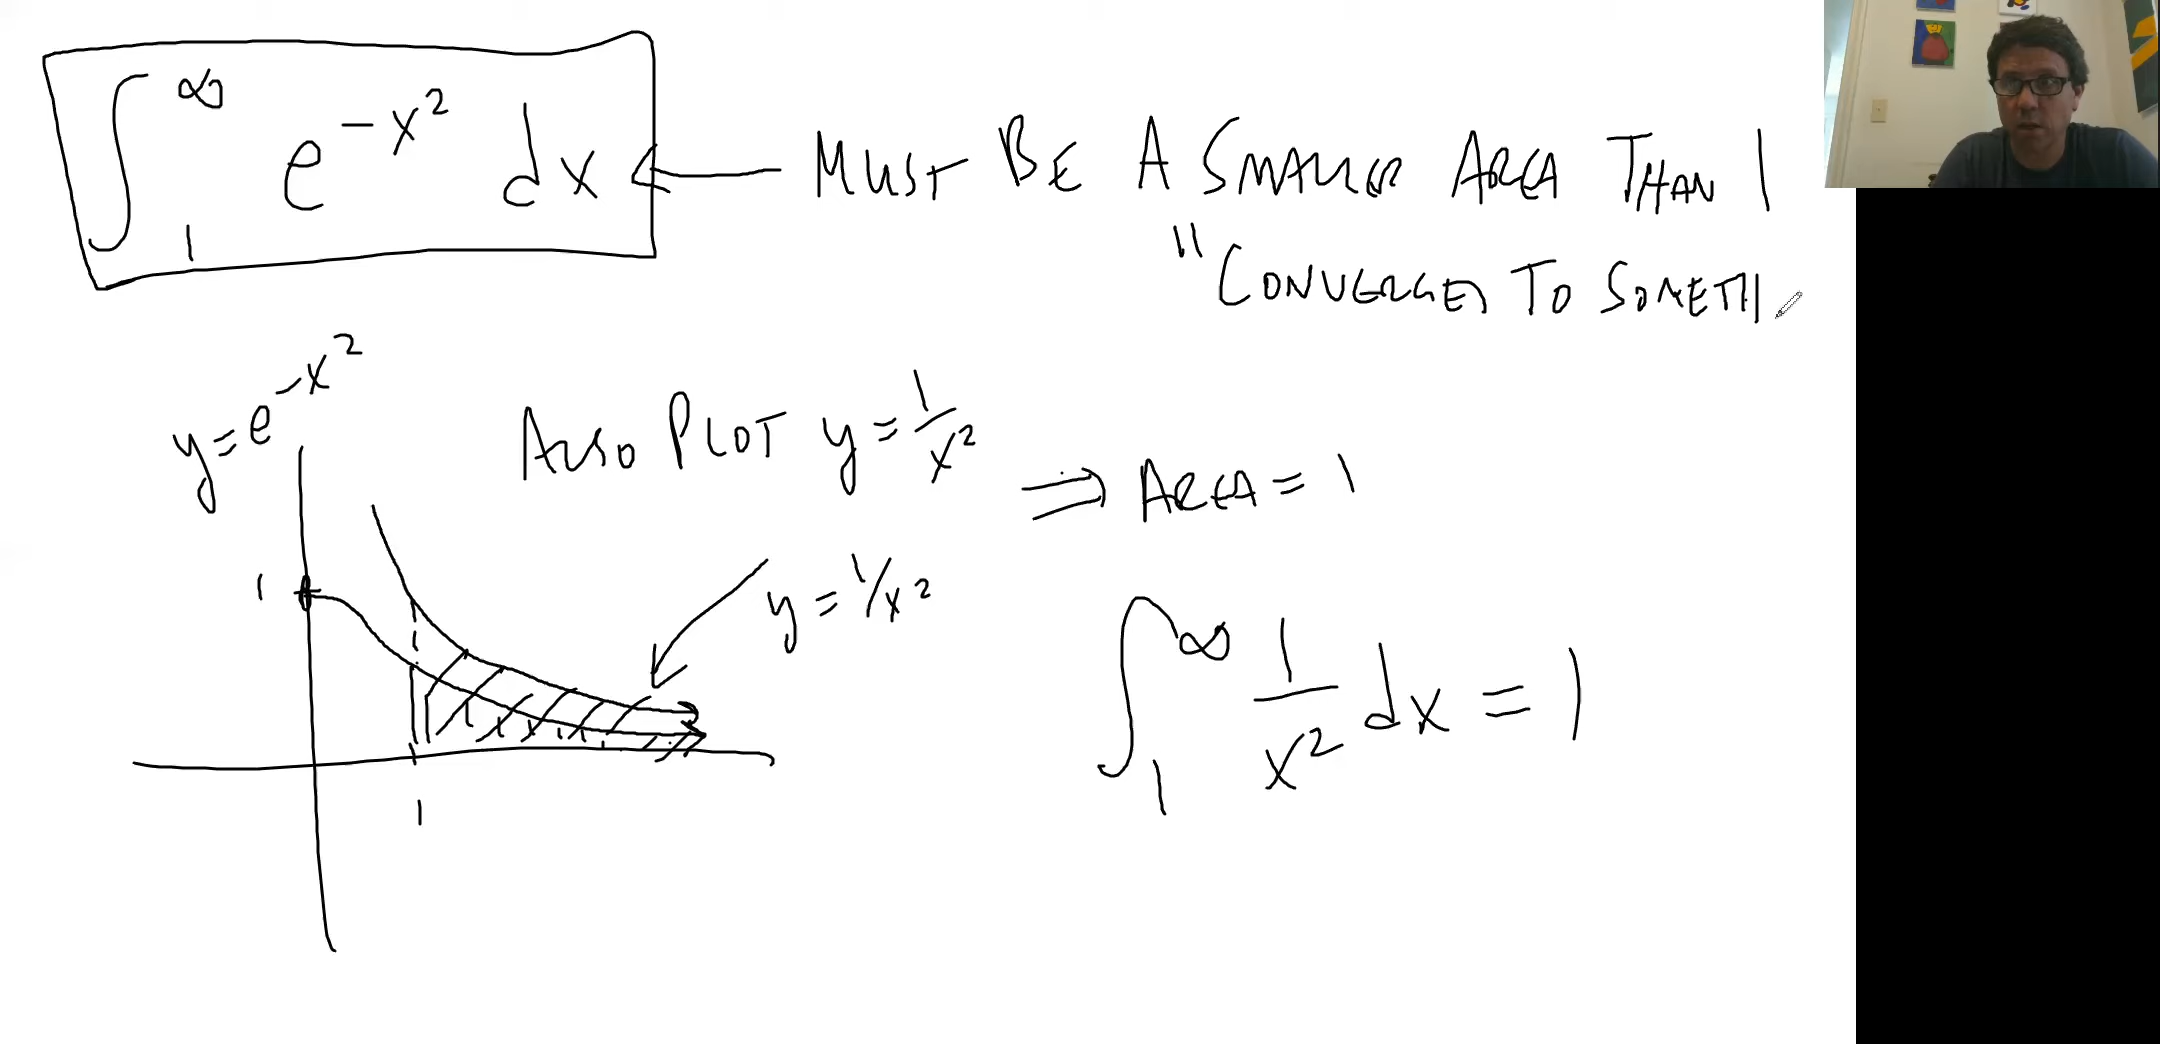 ∫₁^∞ e^{-x²} dx ← MUST BE A SMALLER AREA THAN 1
"CONVERGES TO SOMETH
y = e^{-x²}
ALSO PLOT y = 1/x² ⇒ AREA = 1
1
y = 1/x²
∫₁^∞ 1/x² dx = 1
1